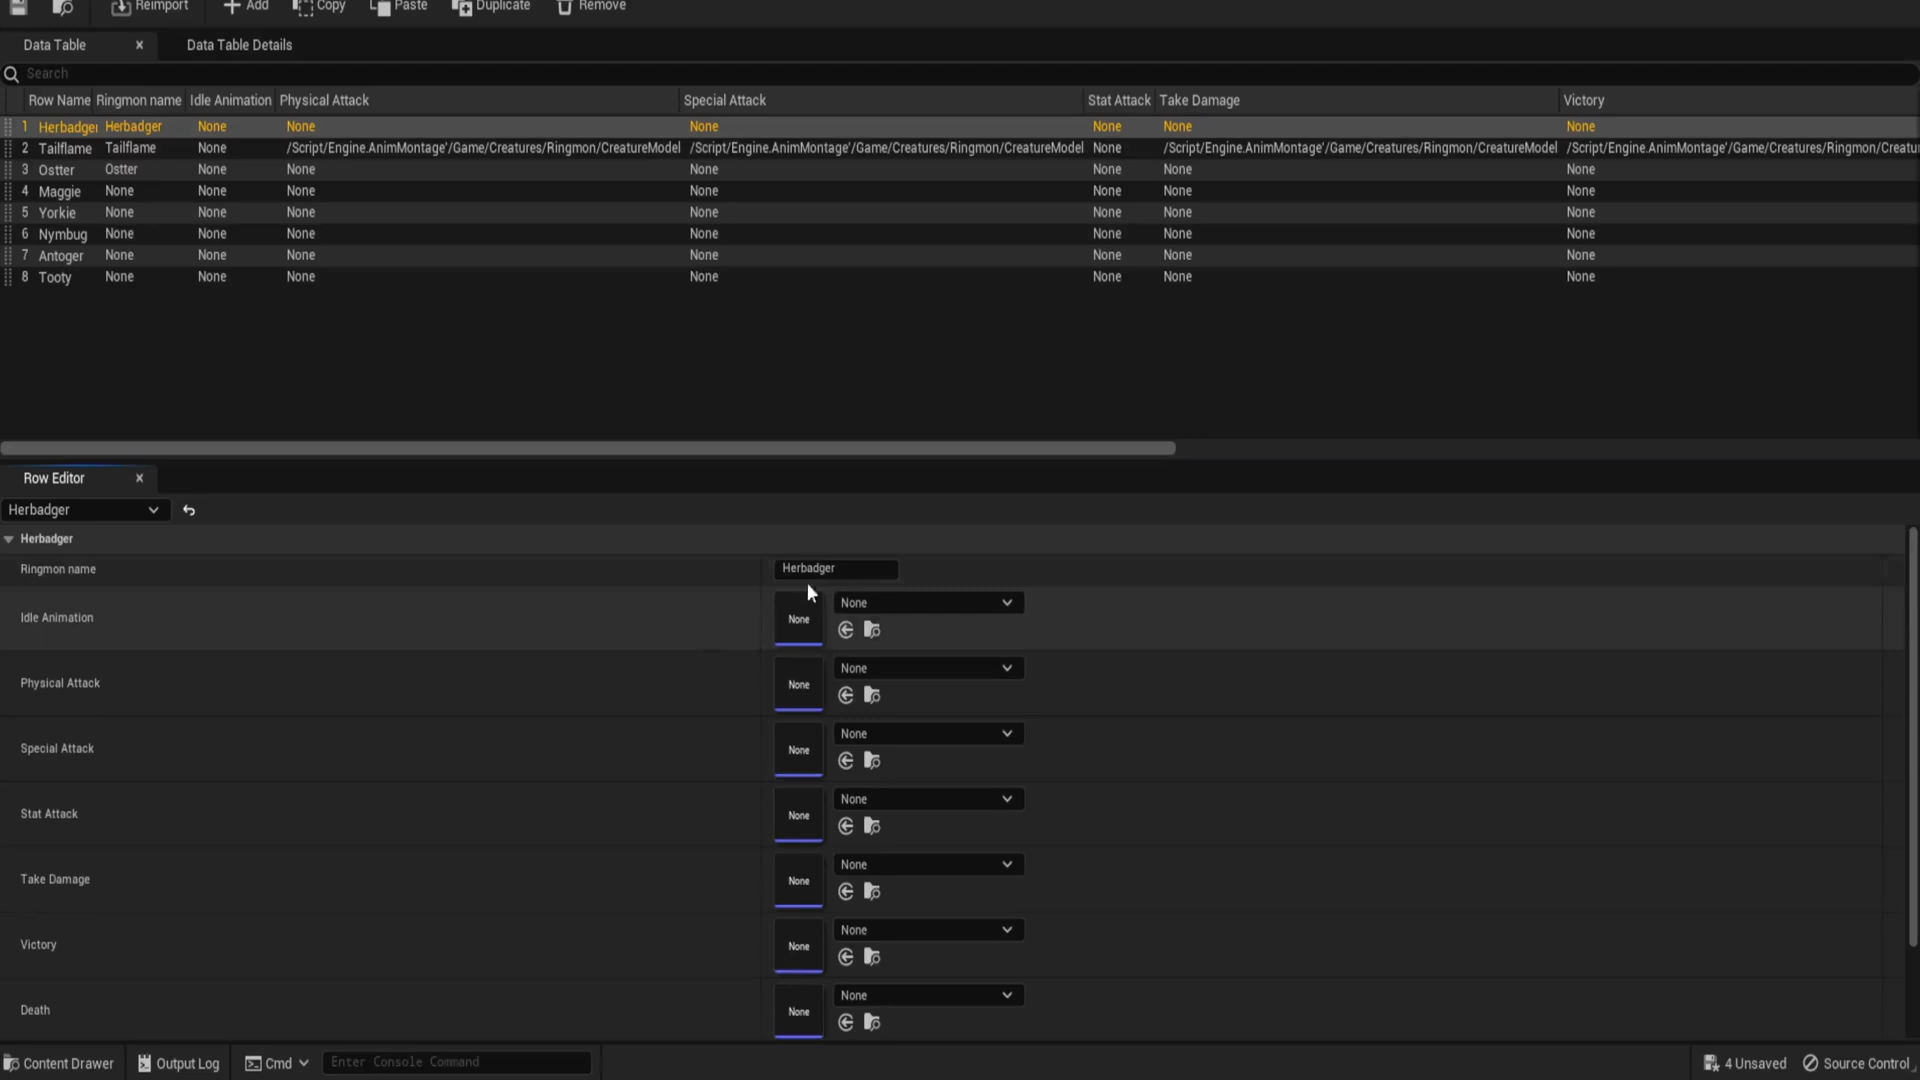 Reimport Add Copy Paste Duplicate Remove
Data Table Data Table Details
Search
Row Name Ringmon name Idle Animation Physical Attack Special Attack Stat Attack Take Damage Victory
1 Herbadger Herbadger None None None None None None
2 Tailflame Tailflame None /Script/Engine.AnimMontage'/Game/Creatures/Ringmon/CreatureModel /Script/Engine.AnimMontage'/Game/Creatures/Ringmon/CreatureModel None /Script/Engine.AnimMontage'/Game/Creatures/Ringmon/CreatureModel /Script/Engine.AnimMontage'/Game/Creatures/Ringmon/Creatu
3 Ostter Ostter None None None None None None
4 Maggie None None None None None None None
5 Yorkie None None None None None None None
6 Nymbug None None None None None None None
7 Antoger None None None None None None None
8 Tooty None None None None None None None
Row Editor
Herbadger
Herbadger
Ringmon name Herbadger
Idle Animation None None
Physical Attack None None
Special Attack None None
Stat Attack None None
Take Damage None None
Victory None None
Death None None
Content Drawer Output Log Cmd Enter Console Command 4 Unsaved Source Control